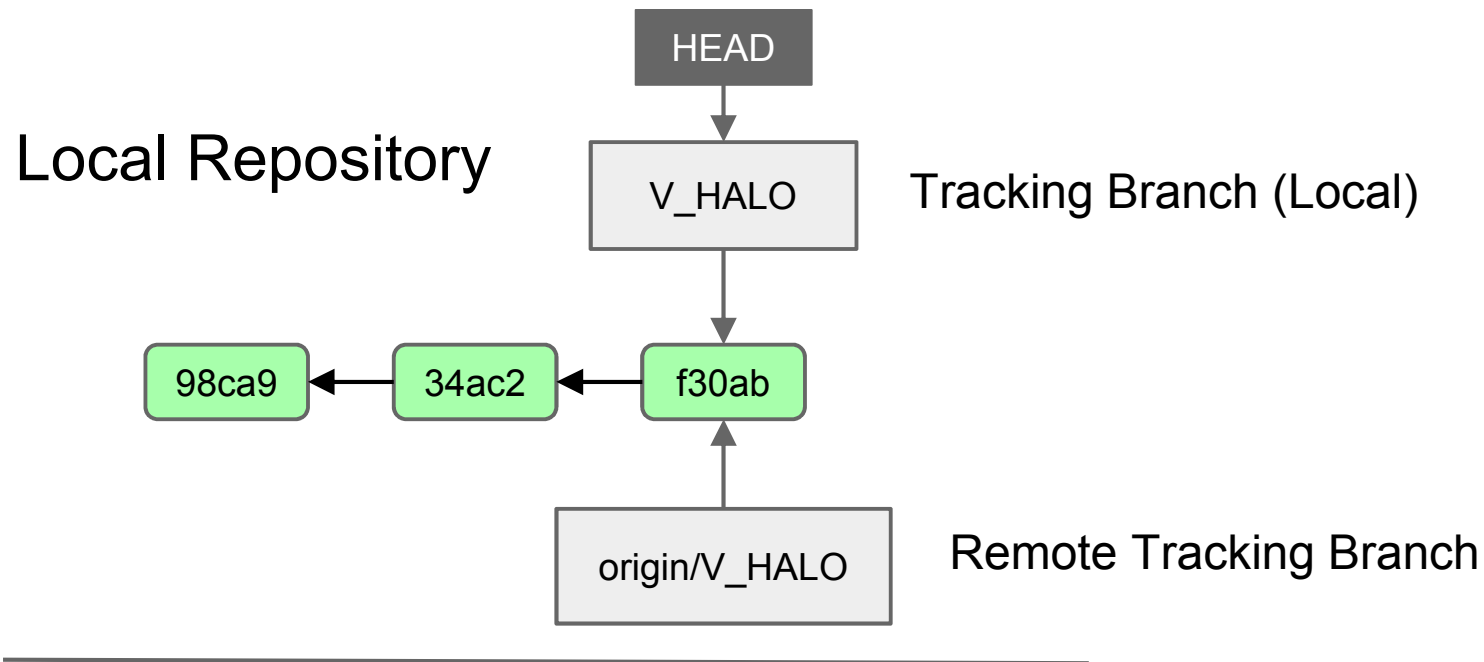 HEAD
Local Repository
V_HALO
Tracking Branch (Local)
98ca9
34ac2
f30ab
origin/V_HALO
Remote Tracking Branch